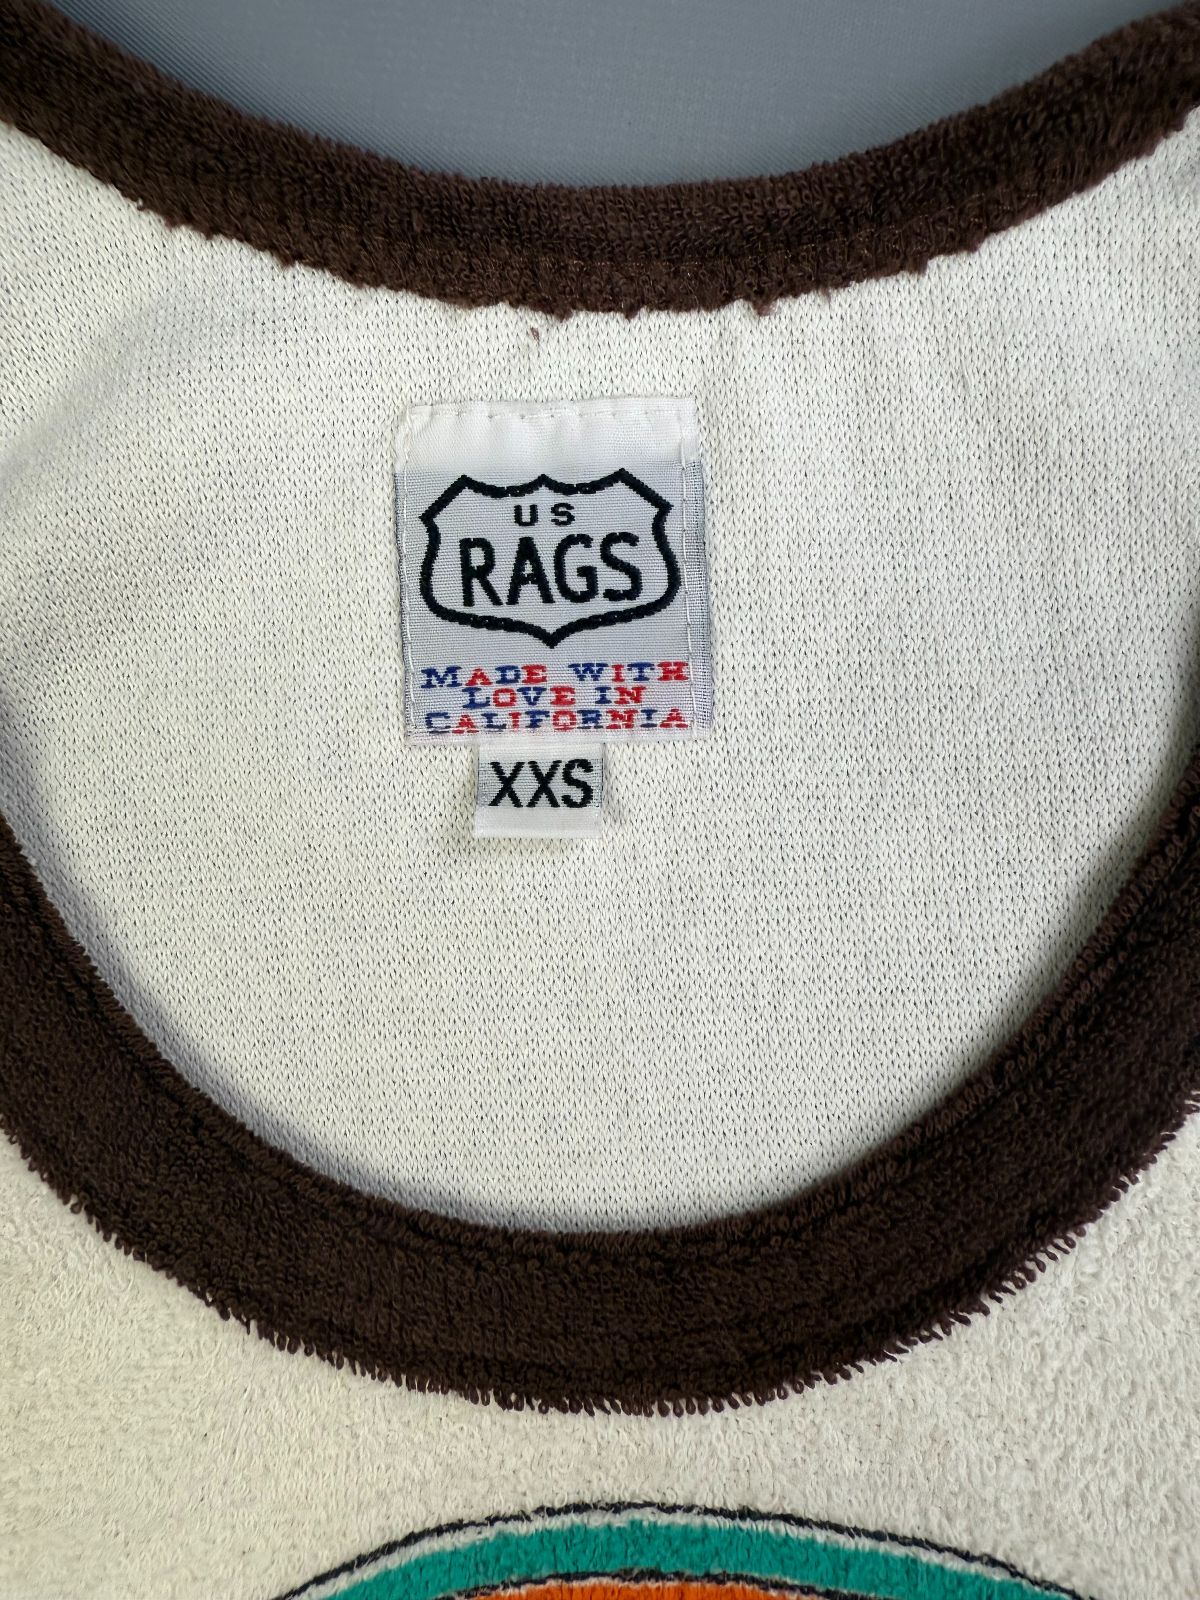 US
RAGS
MADE WITH
LOVE IN
CALIFORNIA
XXS